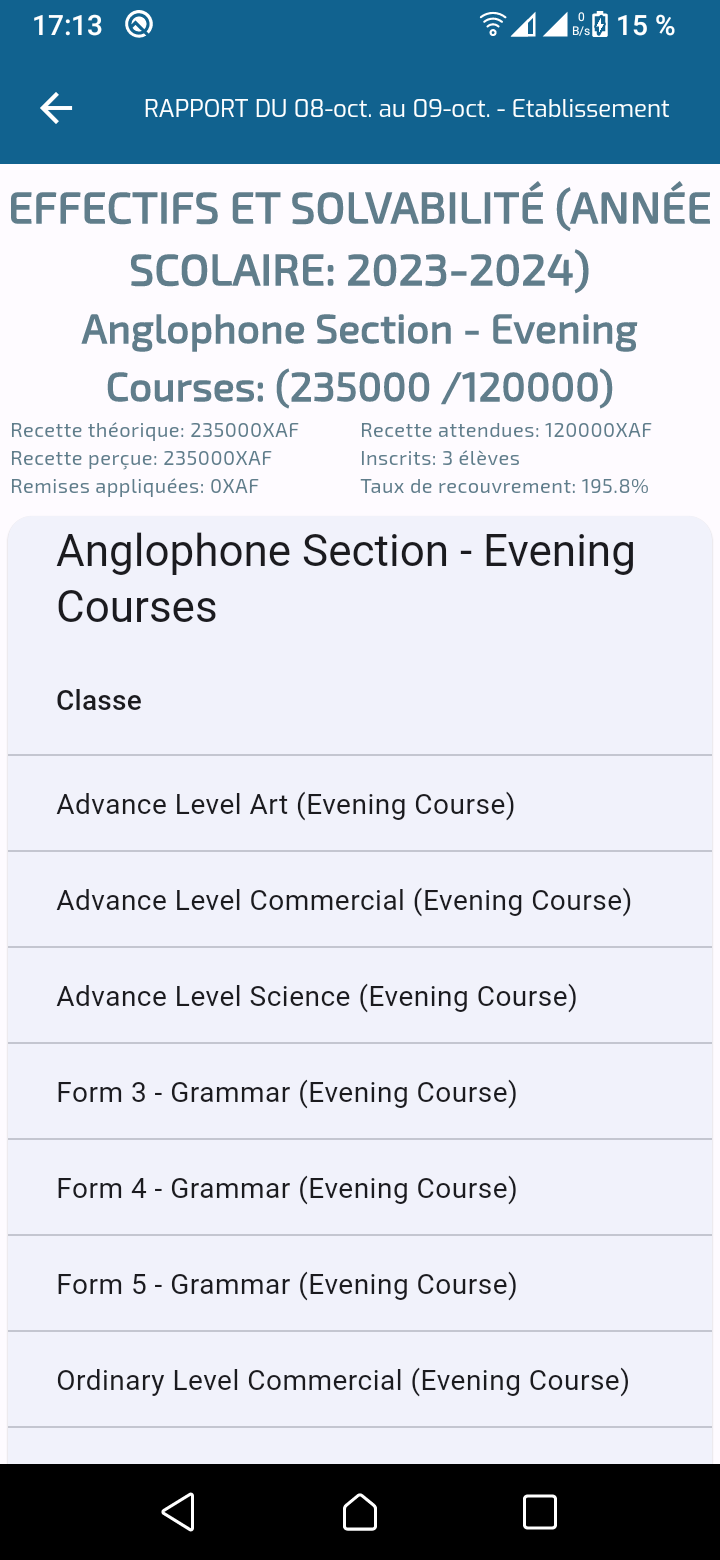 17:13
0
B/s
15 %
RAPPORT DU 08-oct. au 09-oct. - Etablissement
EFFECTIFS ET SOLVABILITÉ (ANNÉE
SCOLAIRE: 2023-2024)
Anglophone Section - Evening
Courses: (235000 /120000)
Recette théorique: 235000XAF
Recette attendues: 120000XAF
Recette perçue: 235000XAF
Inscrits: 3 élèves
Remises appliquées: 0XAF
Taux de recouvrement: 195.8%
Anglophone Section - Evening
Courses
Classe
Advance Level Art (Evening Course)
Advance Level Commercial (Evening Course)
Advance Level Science (Evening Course)
Form 3 - Grammar (Evening Course)
Form 4 - Grammar (Evening Course)
Form 5 - Grammar (Evening Course)
Ordinary Level Commercial (Evening Course)